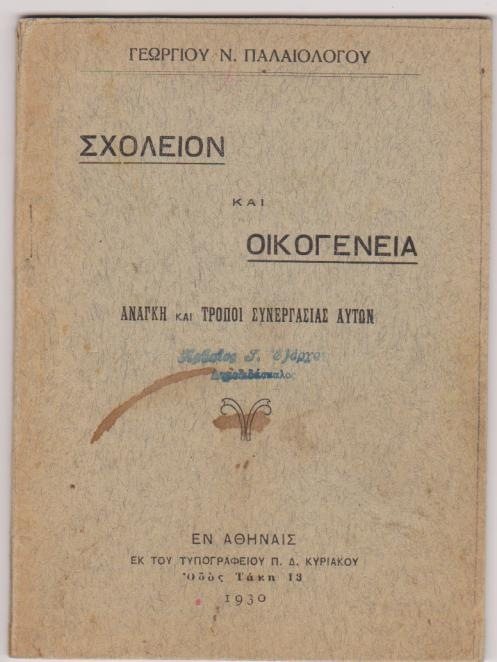 ΓΕΩΡΓΙΟΥ Ν. ΠΑΛΑΙΟΛΟΓΟΥ
ΣΧΟΛΕΙΟΝ
ΚΑΙ
ΟΙΚΟΓΕΝΕΙΑ
ΑΝΑΓΚΗ ΚΑΙ ΤΡΟΠΟΙ ΣΥΝΕΡΓΑΣΙΑΣ ΑΥΤΩΝ
Δημοδιδάσκαλος
ΕΝ ΑΘΗΝΑΙΣ
ΕΚ ΤΟΥ ΤΥΠΟΓΡΑΦΕΙΟΥ Π. Δ. ΚΥΡΙΑΚΟΥ
Ὁδὸς Τάκη 13
1930